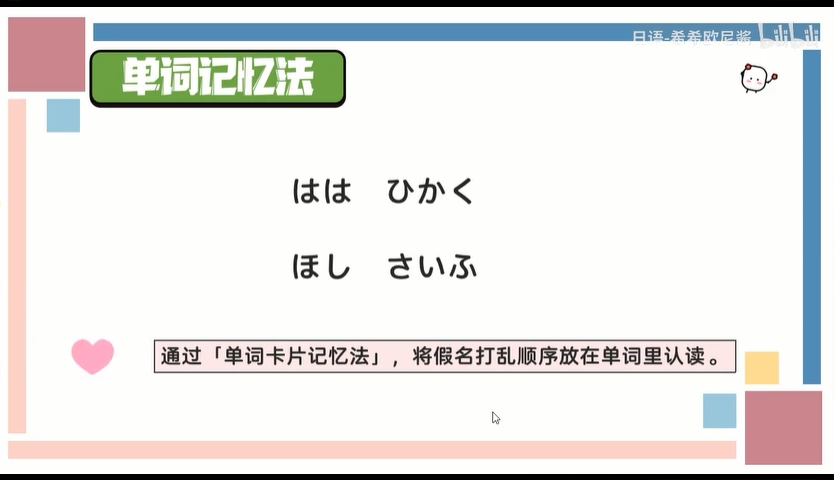 日语-希希欧尼酱 bilibili
单词记忆法
はは ひかく
ほし さいふ
通过「单词卡片记忆法」，将假名打乱顺序放在单词里认读。